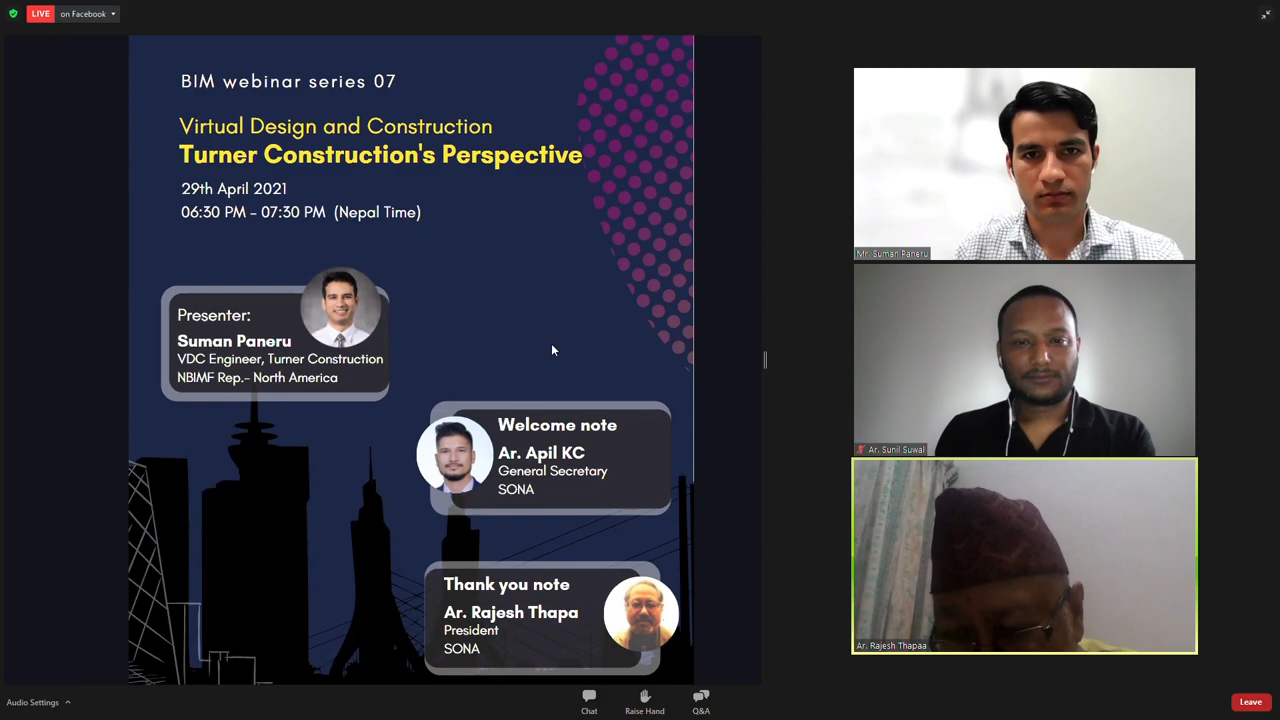 LIVE on Facebook
BIM webinar series 07
Virtual Design and Construction
Turner Construction's Perspective
29th April 2021
06:30 PM – 07:30 PM (Nepal Time)
Presenter:
Suman Paneru
VDC Engineer, Turner Construction
NBIMF Rep.- North America
Welcome note
Ar. Apil KC
General Secretary
SONA
Thank you note
Ar. Rajesh Thapa
President
SONA
Mr. Suman Paneru
Ar. Sunil Suwal
Ar. Rajesh Thapaa
Audio Settings
Chat
Raise Hand
Q&A
Leave